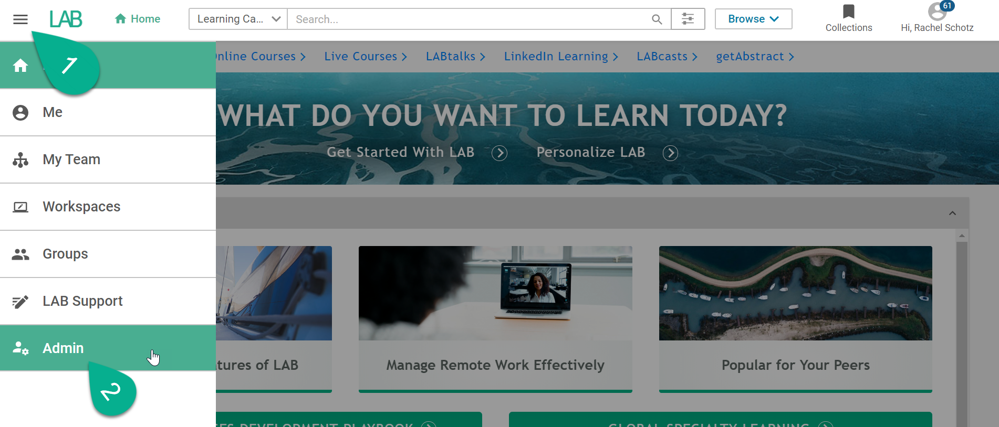 LAB
Home
Learning Ca...
Search...
Browse
Collections
61
Hi, Rachel Schotz
1
nline Courses
Live Courses
LABtalks
LinkedIn Learning
LABcasts
getAbstract
Me
My Team
Workspaces
Groups
LAB Support
Admin
2
WHAT DO YOU WANT TO LEARN TODAY?
Get Started With LAB
Personalize LAB
tures of LAB
Manage Remote Work Effectively
Popular for Your Peers
ES DEVELOPMENT PLAYBOOK
GLOBAL SPECIALTY LEARNING